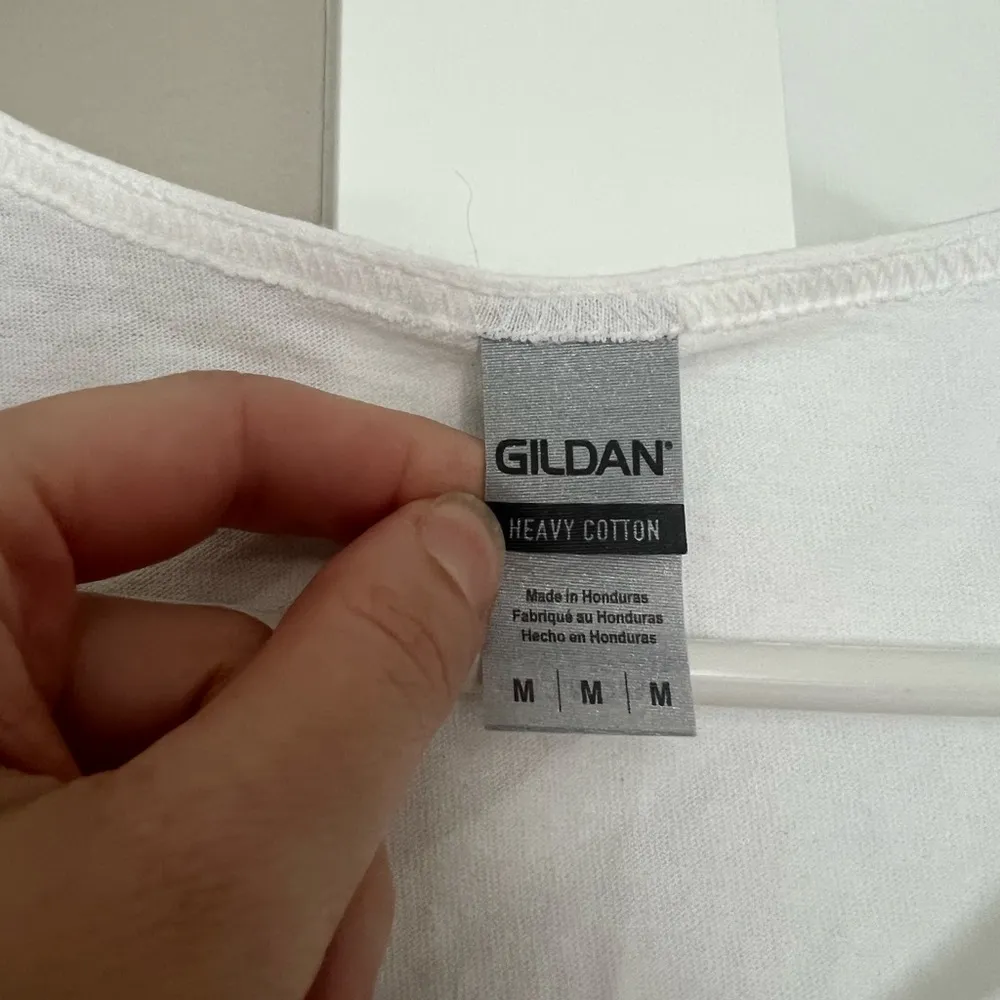 GILDAN®
HEAVY COTTON
Made in Honduras
Fabriqué au Honduras
Hecho en Honduras
M | M | M